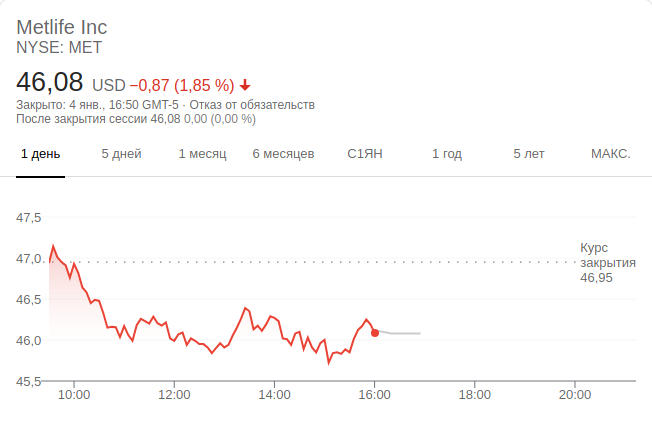 Metlife Inc
NYSE: MET
46,08 USD −0,87 (1,85 %)
Закрыто: 4 янв., 16:50 GMT-5 · Отказ от обязательств
После закрытия сессии 46,08 0,00 (0,00 %)
1 день 5 дней 1 месяц 6 месяцев С1ЯН 1 год 5 лет МАКС.
47,5
47,0
46,5
46,0
45,5
Курс
закрытия
46,95
10:00 12:00 14:00 16:00 18:00 20:00